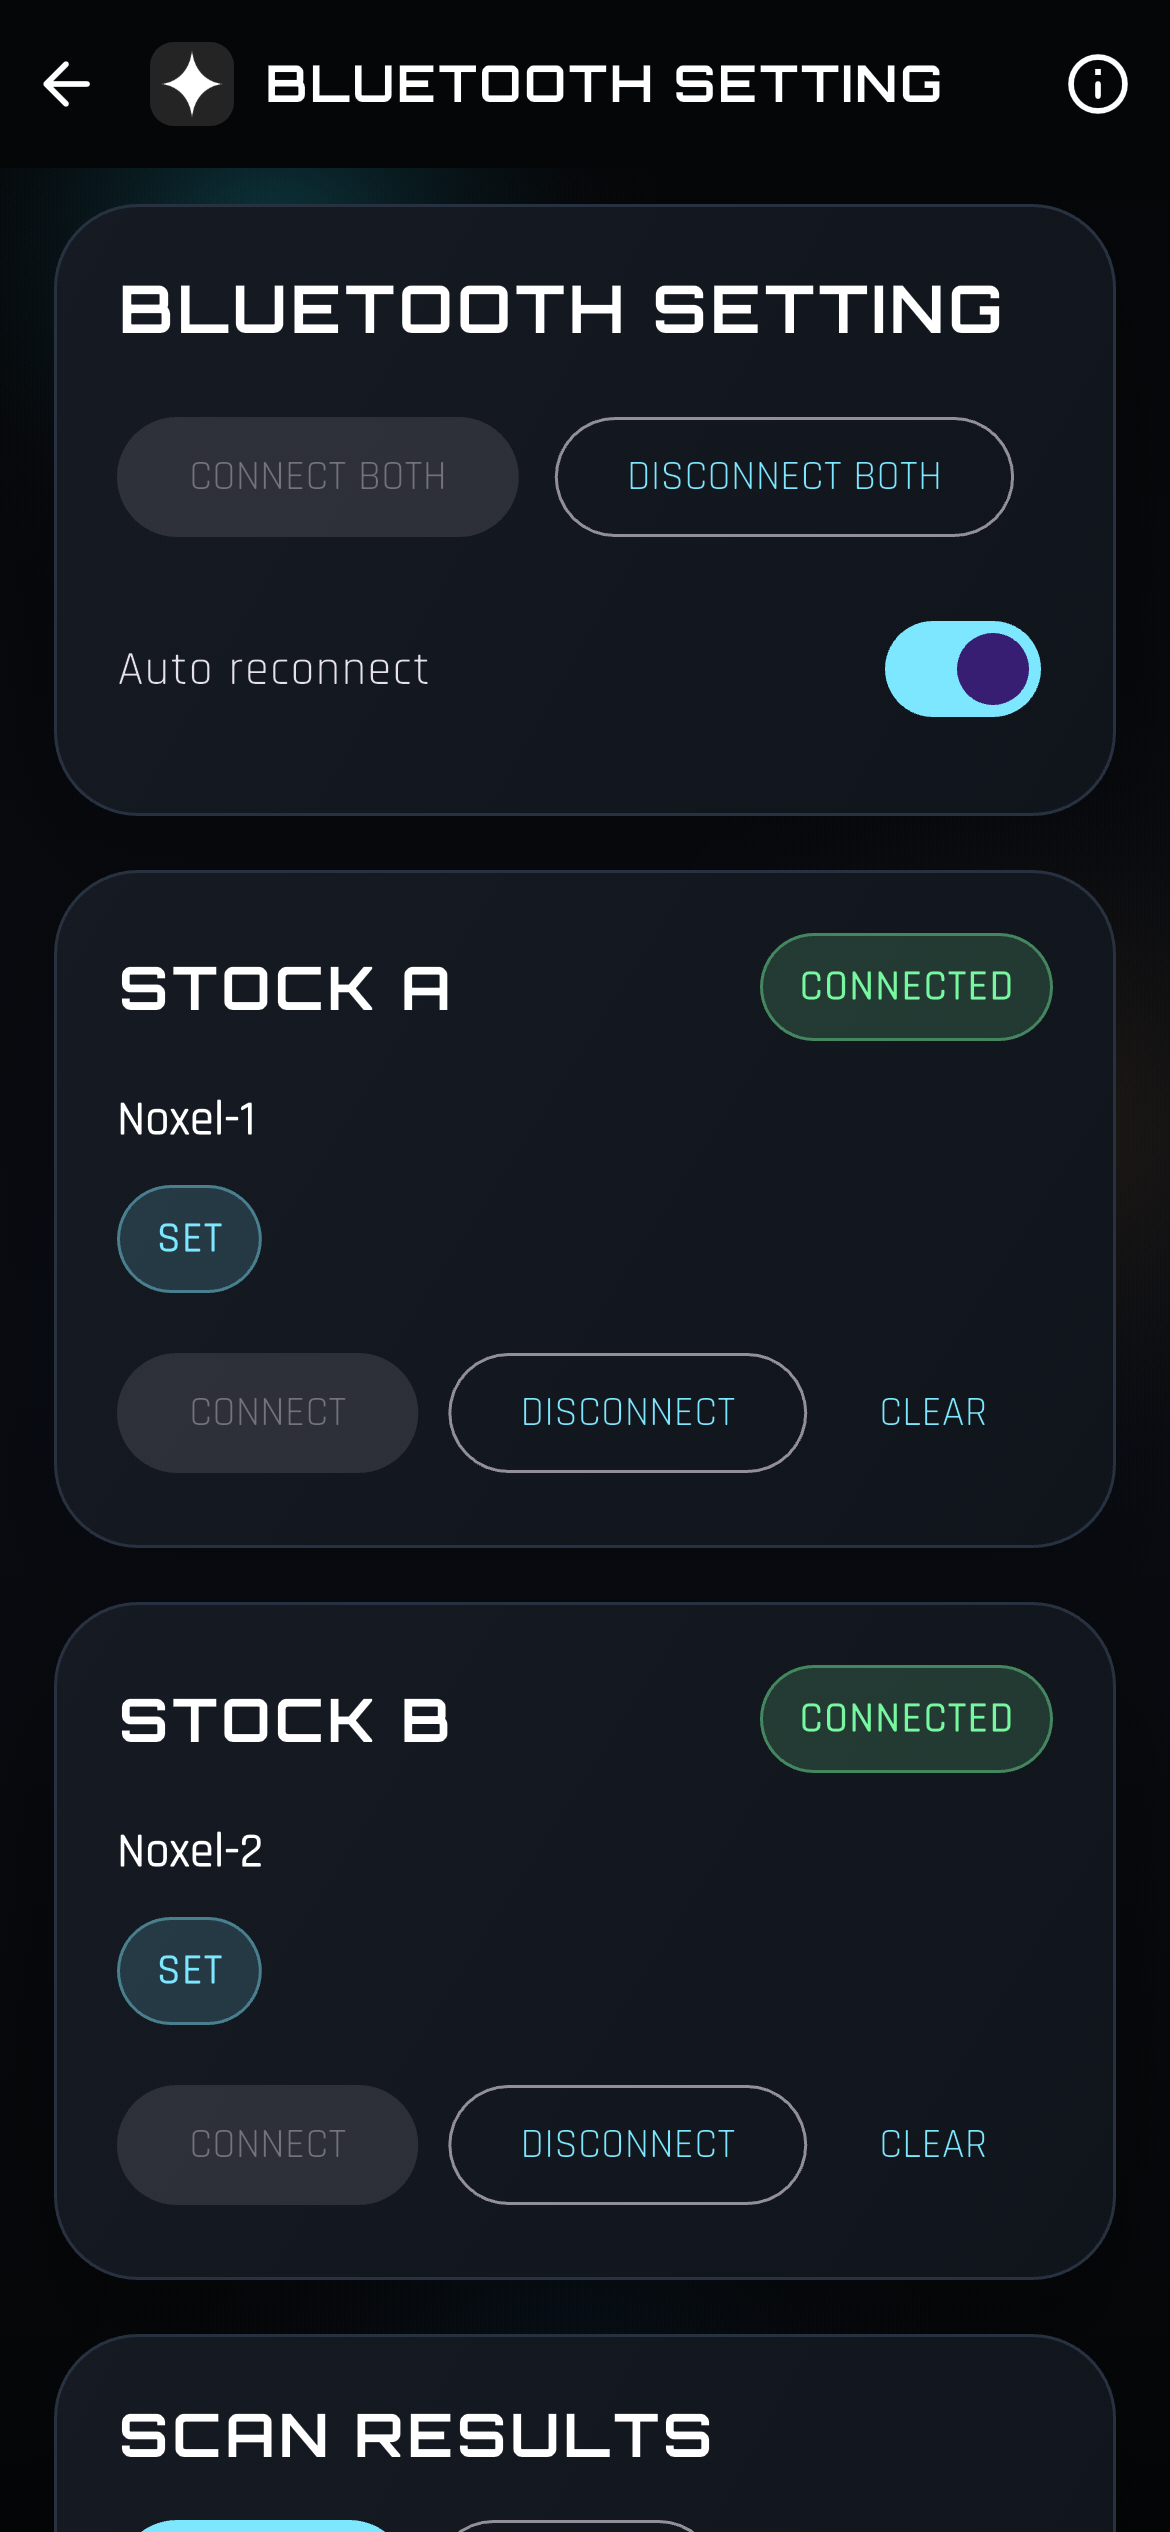 BLUETOOTH SETTING
BLUETOOTH SETTING
CONNECT BOTH DISCONNECT BOTH
Auto reconnect
STOCK A CONNECTED
Noxel-1
SET
CONNECT DISCONNECT CLEAR
STOCK B CONNECTED
Noxel-2
SET
CONNECT DISCONNECT CLEAR
SCAN RESULTS